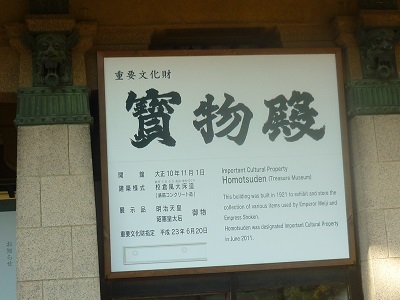 重要文化財
寳物殿
開館 大正10年11月1日
建築様式 校倉風大床造
(鉄筋コンクリート造)
展示品 明治天皇
昭憲皇太后 御物
重要文化財指定 平成23年6月20日
Important Cultural Property
Homotsuden (Treasure Museum)
This building was built in 1921 to exhibit and store the
collection of various items used by Emperor Meiji and
Empress Shoken.
Homotsuden was designated Important Cultural Property
in June 2011.
お知らせ